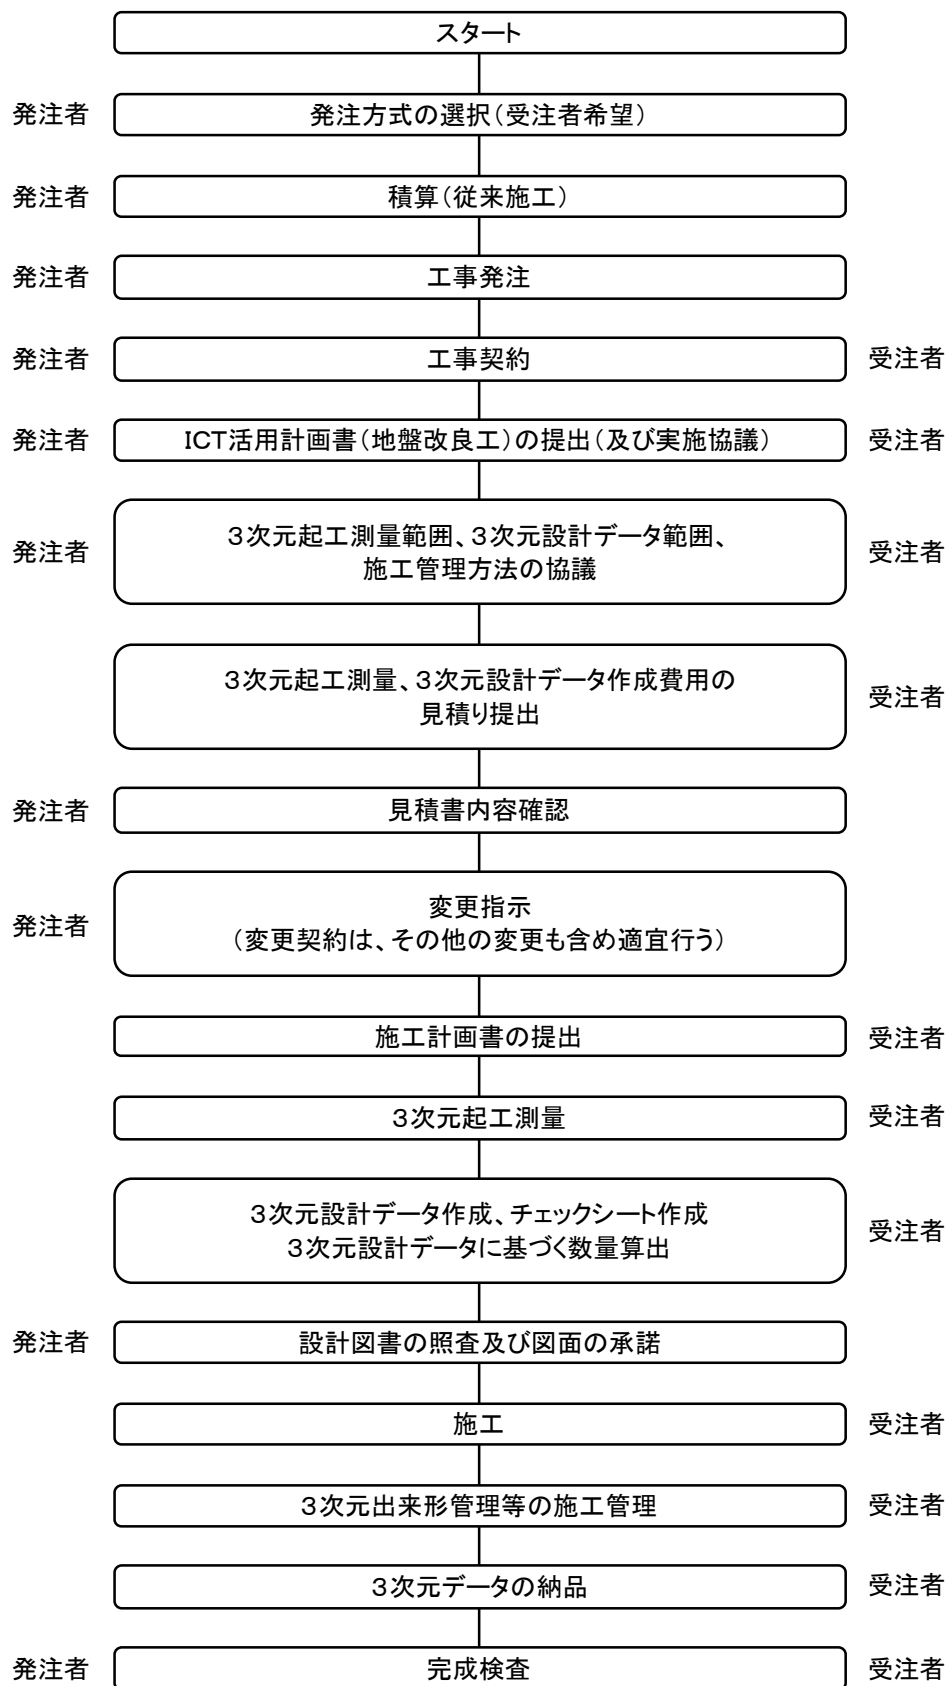 スタート
発注者 発注方式の選択（受注者希望）
発注者 積算（従来施工）
発注者 工事発注
発注者 工事契約 受注者
発注者 ICT活用計画書（地盤改良工）の提出（及び実施協議） 受注者
３次元起工測量範囲、３次元設計データ範囲、
発注者 施工管理方法の協議 受注者
３次元起工測量、３次元設計データ作成費用の
見積り提出 受注者
発注者 見積書内容確認
変更指示
発注者 （変更契約は、その他の変更も含め適宜行う）
施工計画書の提出 受注者
３次元起工測量 受注者
３次元設計データ作成、チェックシート作成
３次元設計データに基づく数量算出 受注者
発注者 設計図書の照査及び図面の承諾
施工 受注者
３次元出来形管理等の施工管理 受注者
３次元データの納品 受注者
発注者 完成検査 受注者